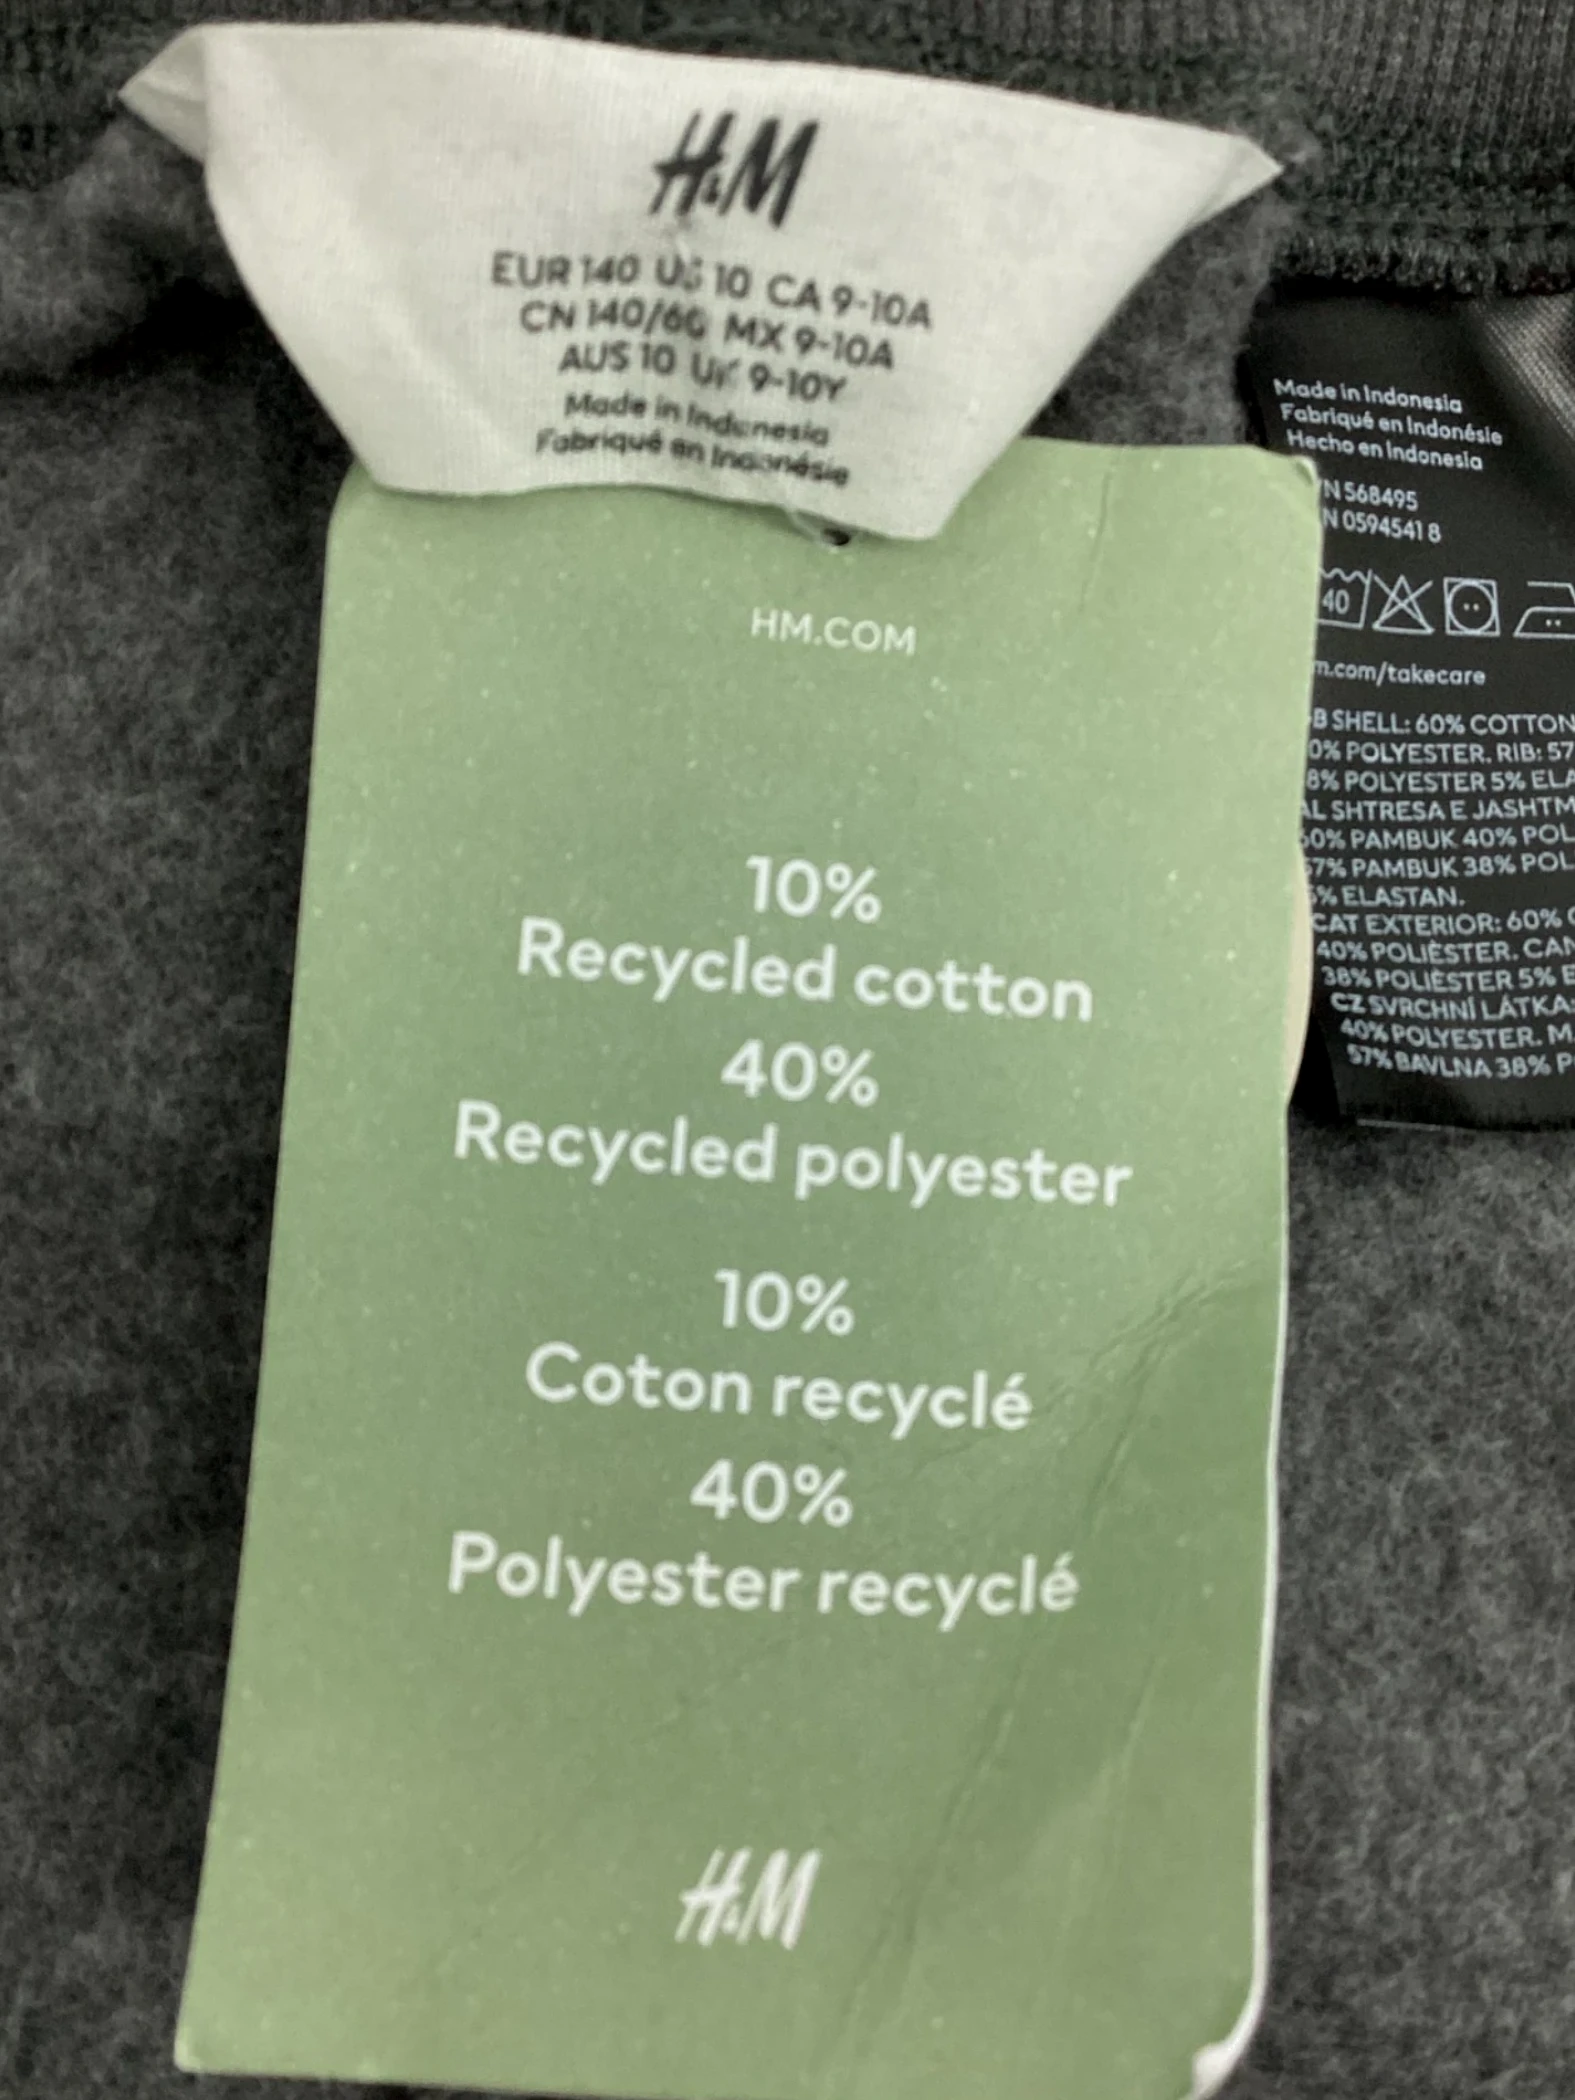 H&M
EUR 140 US 10 CA 9-10A
CN 140/60 MX 9-10A
AUS 10 UK 9-10Y
Made in Indonesia
Fabriqué en Indonésie
HM.COM
10%
Recycled cotton
40%
Recycled polyester
10%
Coton recyclé
40%
Polyester recyclé
H&M
Made in Indonesia
Fabriqué en Indonésie
Hecho en Indonesia
N 568495
N 0594541 8
40
m.com/takecare
B SHELL: 60% COTTON
0% POLYESTER. RIB: 57
8% POLYESTER 5% ELA
AL SHTRESA E JASHTM
60% PAMBUK 40% POL
57% PAMBUK 38% POL
% ELASTAN.
CAT EXTERIOR: 60% C
40% POLIÈSTER. CAN
38% POLIÈSTER 5% E
CZ SVRCHNÍ LÁTKA:
40% POLYESTER. M
57% BAVLNA 38% P